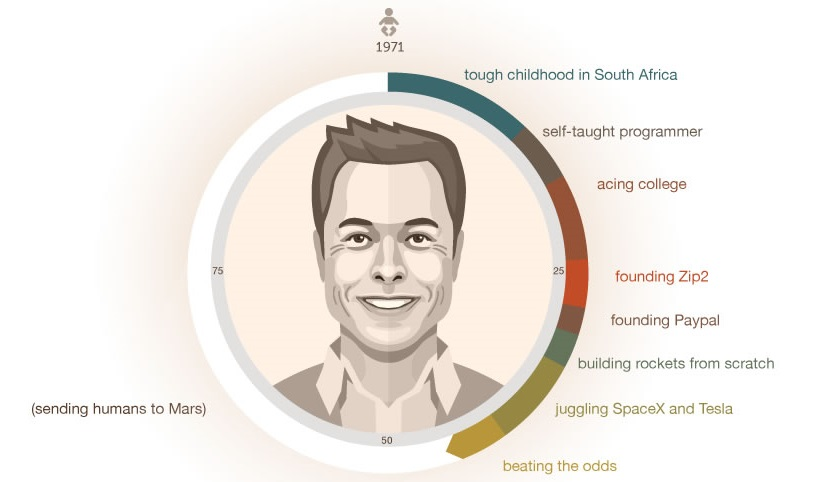 1971
tough childhood in South Africa
self-taught programmer
acing college
75
25
founding Zip2
founding Paypal
building rockets from scratch
(sending humans to Mars)
juggling SpaceX and Tesla
50
beating the odds